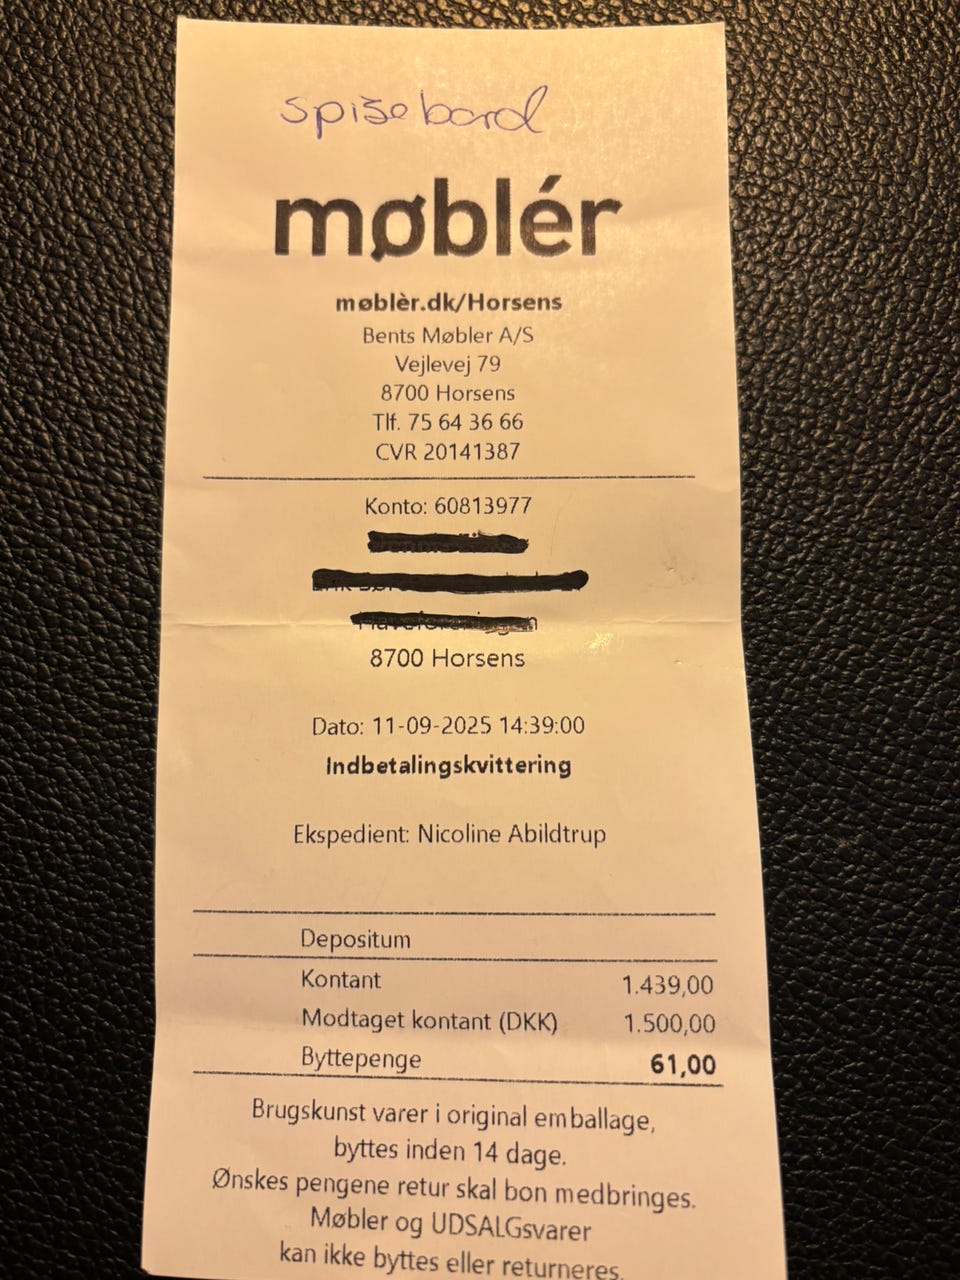 spisebord
møblér
møblèr.dk/Horsens
Bents Møbler A/S
Vejlevej 79
8700 Horsens
Tlf. 75 64 36 66
CVR 20141387
Konto: 60813977
8700 Horsens
Dato: 11-09-2025 14:39:00
Indbetalingskvittering
Ekspedient: Nicoline Abildtrup
Depositum
Kontant 1.439,00
Modtaget kontant (DKK) 1.500,00
Byttepenge 61,00
Brugskunst varer i original emballage,
byttes inden 14 dage.
Ønskes pengene retur skal bon medbringes.
Møbler og UDSALGsvarer
kan ikke byttes eller returneres.